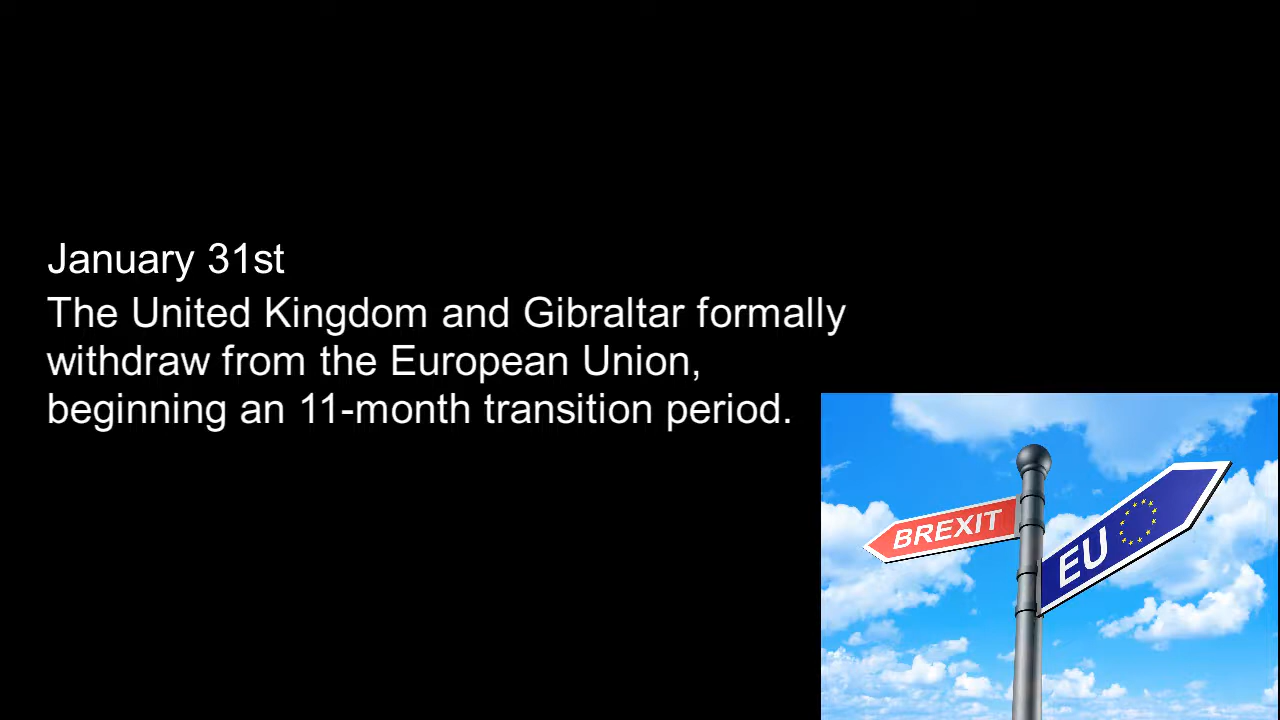 January 31st
The United Kingdom and Gibraltar formally
withdraw from the European Union,
beginning an 11-month transition period.
BREXIT
EU